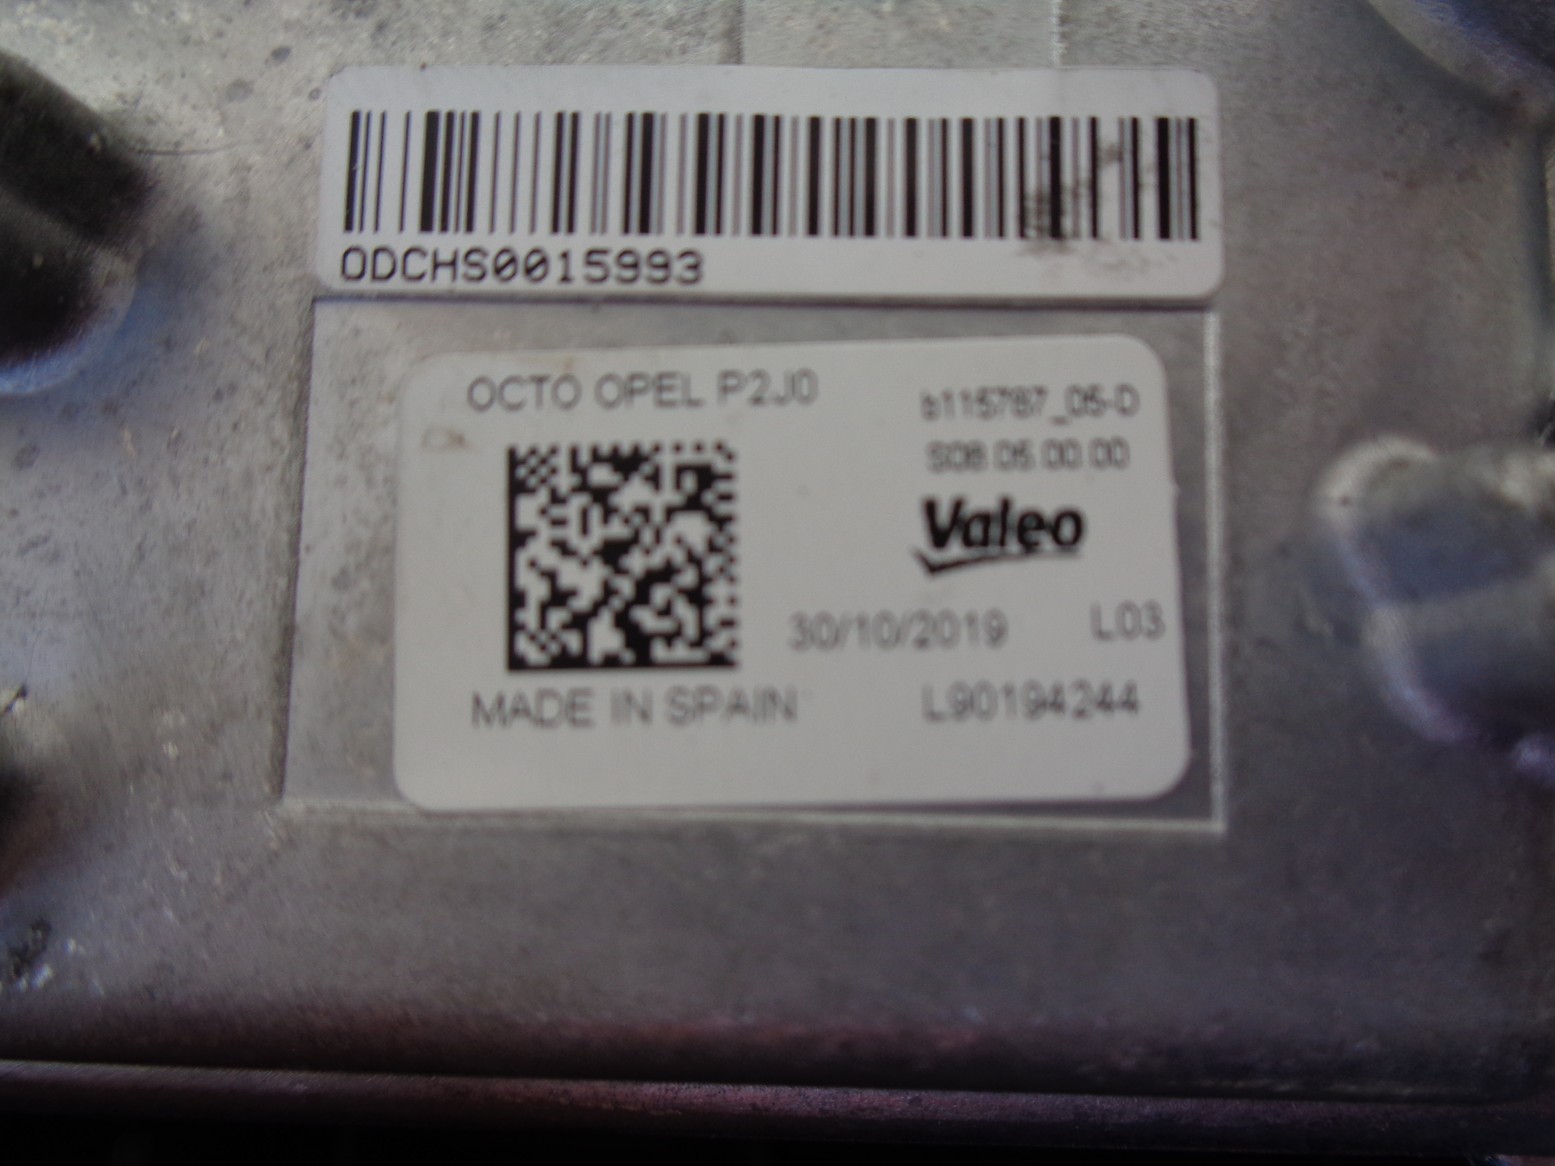 ODCHS0015993
OCTO OPEL P2J0
b115787_05-D
S08.05.00.00
Valeo
30/10/2019 L03
MADE IN SPAIN L90194244